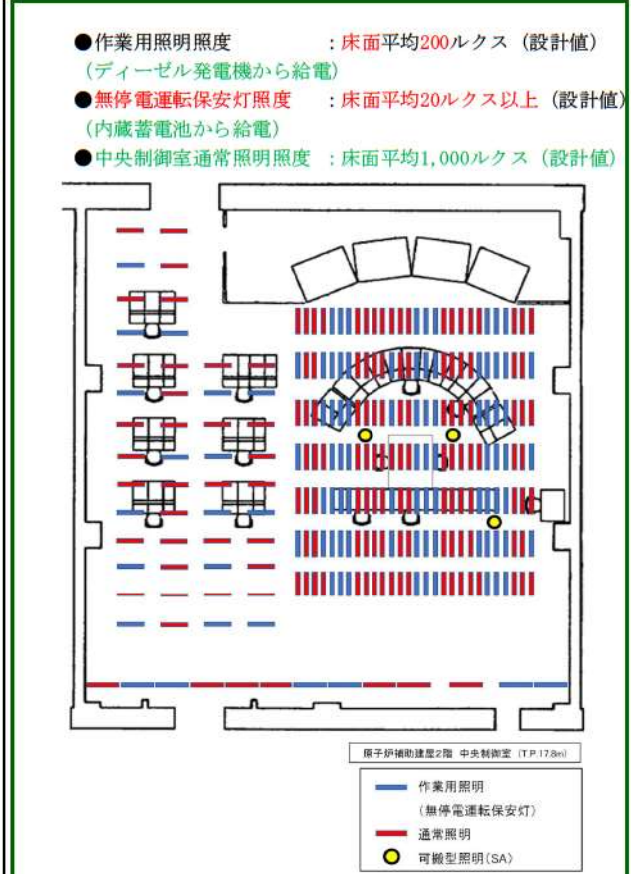 ●作業用照明照度 : 床面平均200ルクス (設計値)
(ディーゼル発電機から給電)
●無停電運転保安灯照度 : 床面平均20ルクス以上 (設計値)
(内蔵蓄電池から給電)
●中央制御室通常照明照度 : 床面平均1,000ルクス (設計値)
原子炉補助建屋2階 中央制御室 (T.P.17.8m)
作業用照明
(無停電運転保安灯)
通常照明
可搬型照明(SA)